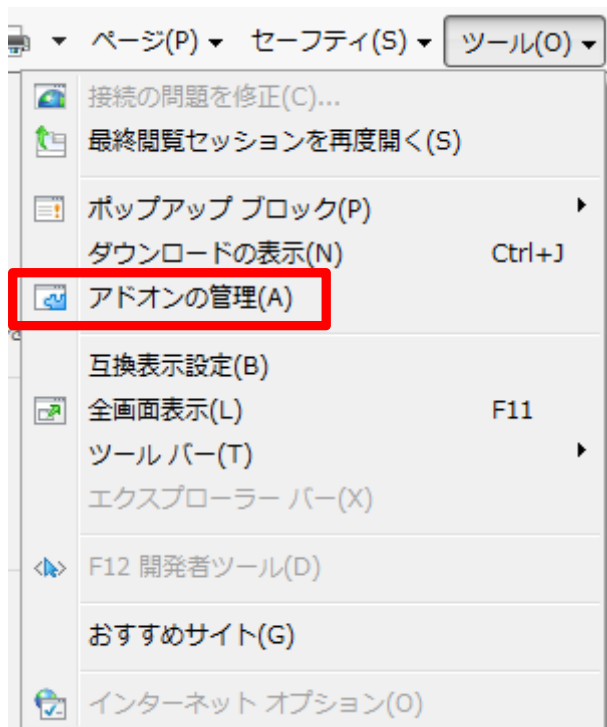 ページ(P) セーフティ(S) ツール(O)
接続の問題を修正(C)...
最終閲覧セッションを再度開く(S)
ポップアップ ブロック(P)
ダウンロードの表示(N) Ctrl+J
アドオンの管理(A)
互換表示設定(B)
全画面表示(L) F11
ツール バー(T)
エクスプローラー バー(X)
F12 開発者ツール(D)
おすすめサイト(G)
インターネット オプション(O)